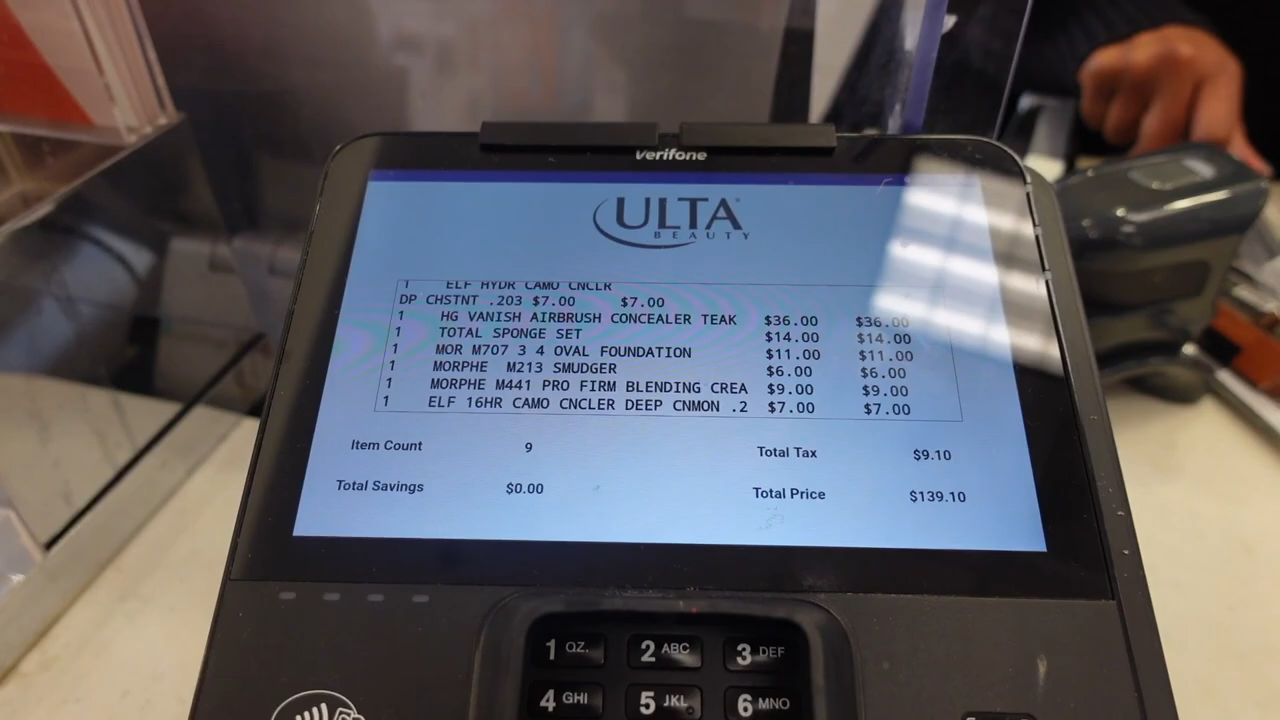 verifone
ULTA
BEAUTY
1 ELF HYDR CAMO CNCLR
DP CHSTNT .203 $7.00 $7.00
1 HG VANISH AIRBRUSH CONCEALER TEAK $36.00 $36.00
1 TOTAL SPONGE SET $14.00 $14.00
1 MOR M707 3 4 OVAL FOUNDATION $11.00 $11.00
1 MORPHE M213 SMUDGER $6.00 $6.00
1 MORPHE M441 PRO FIRM BLENDING CREA $9.00 $9.00
1 ELF 16HR CAMO CNCLER DEEP CNMON .2 $7.00 $7.00
Item Count 9 Total Tax $9.10
Total Savings $0.00 Total Price $139.10
1 QZ. 2 ABC 3 DEF
4 GHI 5 JKL 6 MNO